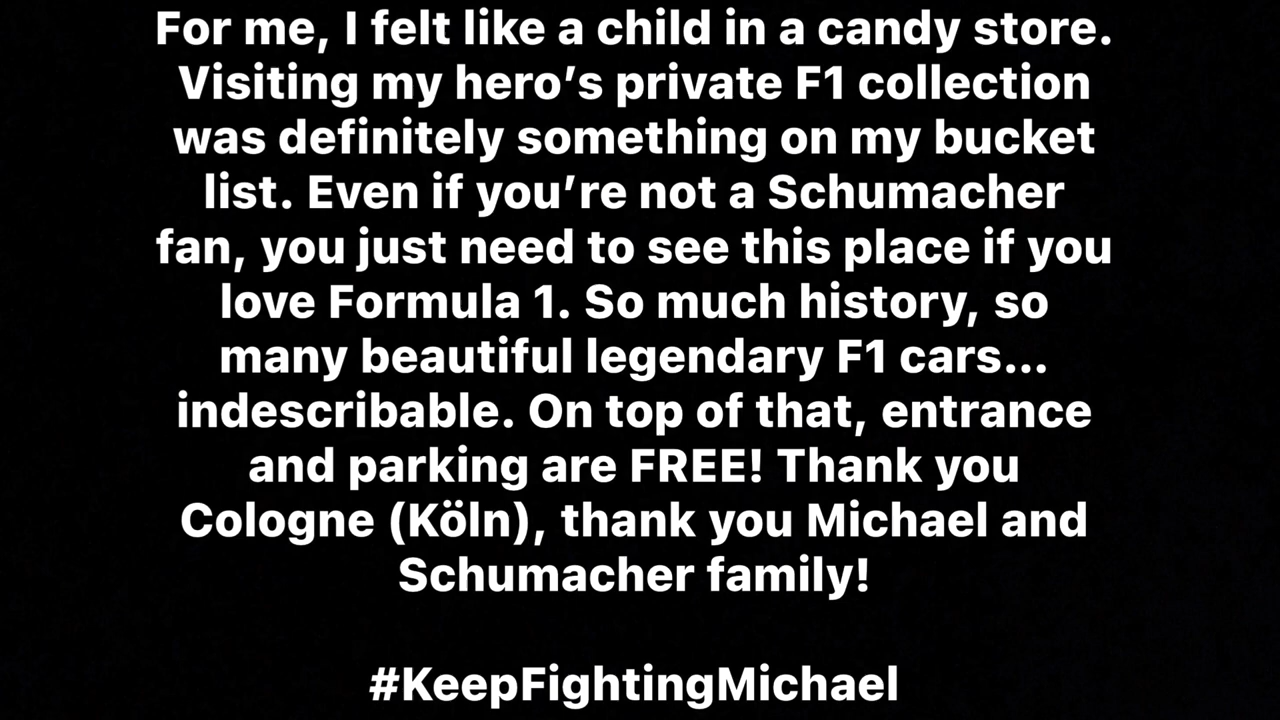 For me, I felt like a child in a candy store.
Visiting my hero’s private F1 collection
was definitely something on my bucket
list. Even if you’re not a Schumacher
fan, you just need to see this place if you
love Formula 1. So much history, so
many beautiful legendary F1 cars...
indescribable. On top of that, entrance
and parking are FREE! Thank you
Cologne (Köln), thank you Michael and
Schumacher family!
#KeepFightingMichael